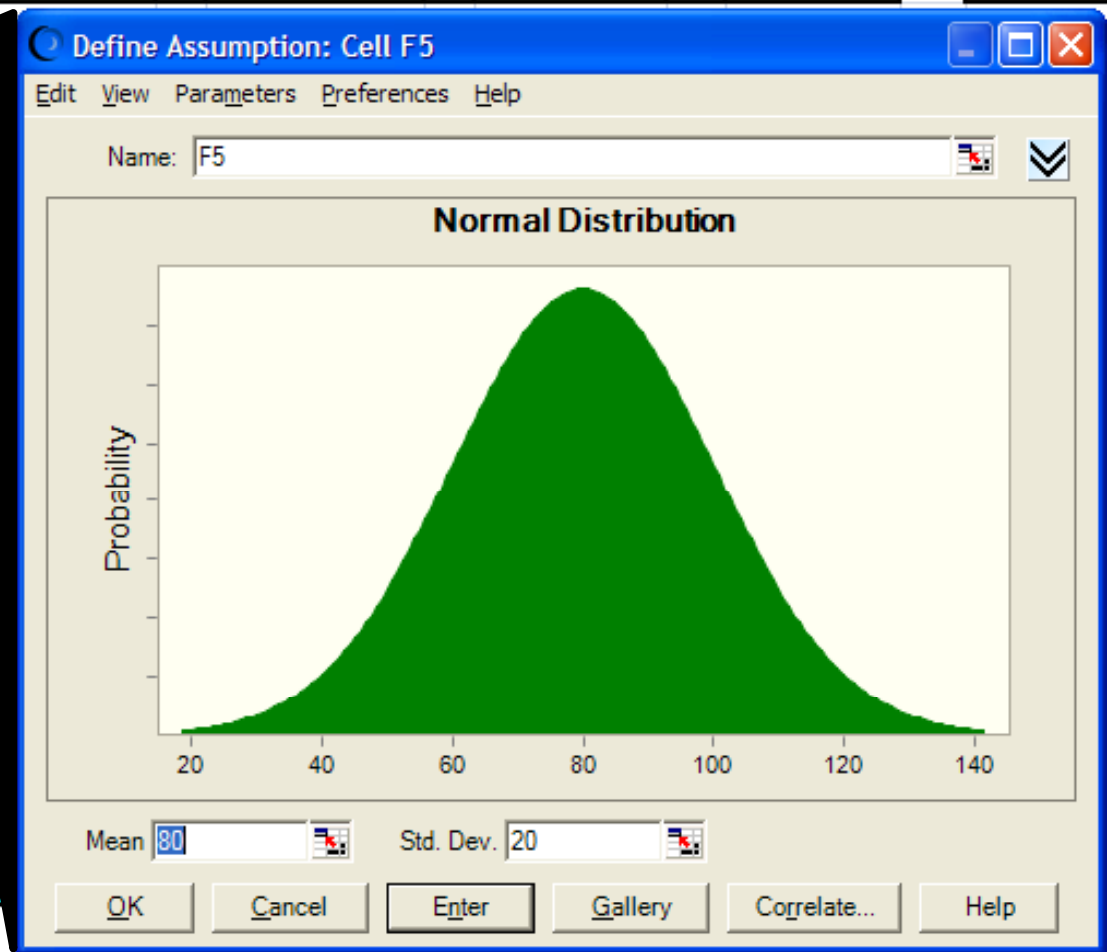 Define Assumption: Cell F5
Edit View Parameters Preferences Help
Name: F5
Normal Distribution
Probability
20 40 60 80 100 120 140
Mean 80 Std. Dev. 20
OK Cancel Enter Gallery Correlate... Help